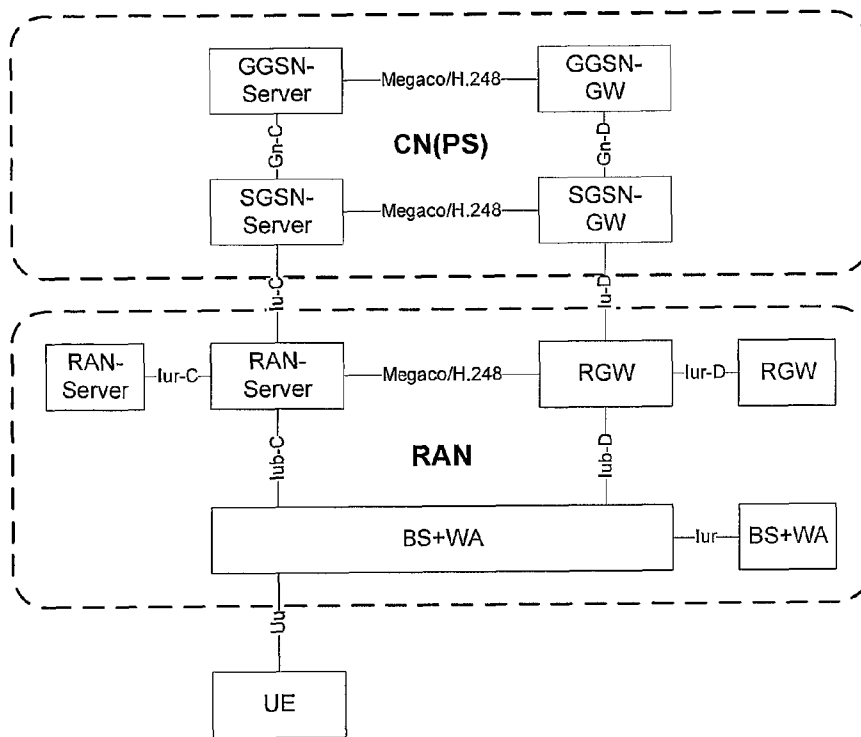 GGSN-
Server
Megaco/H.248
GGSN-
GW
Gn-C
CN(PS)
Gn-D
SGSN-
Server
Megaco/H.248
SGSN-
GW
Iu-C
Iu-D
RAN-
Server
Iur-C
RAN-
Server
Megaco/H.248
RGW
Iur-D
RGW
Iub-C
RAN
Iub-D
BS+WA
Iur
BS+WA
Uu
UE